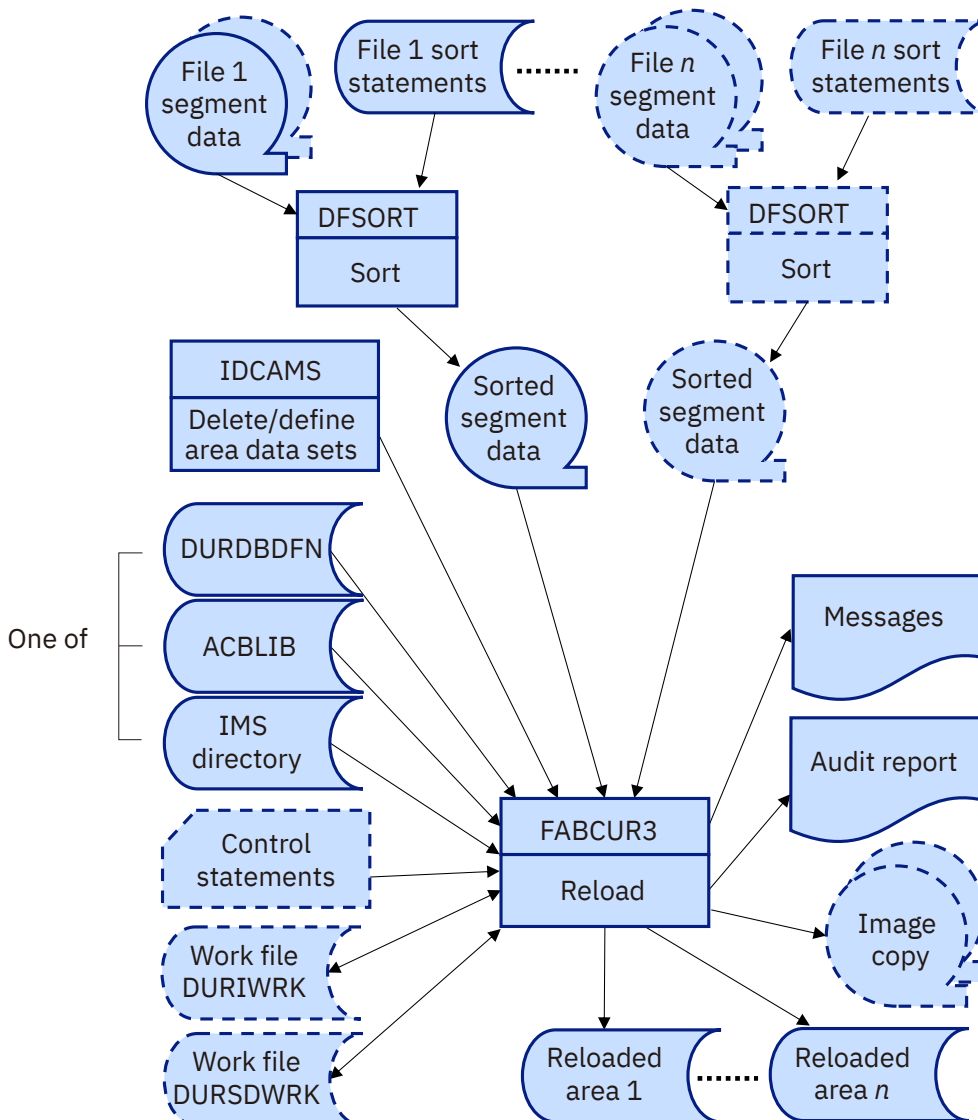 File 1
segment
data
File 1 sort
statements
File n
segment
data
File n sort
statements
DFSORT
Sort
DFSORT
Sort
IDCAMS
Delete/define
area data sets
Sorted
segment
data
Sorted
segment
data
One of
DURDBDFN
ACBLIB
IMS
directory
Control
statements
Work file
DURIWRK
Work file
DURSDWRK
FABCUR3
Reload
Messages
Audit report
Image
copy
Reloaded
area 1
Reloaded
area n